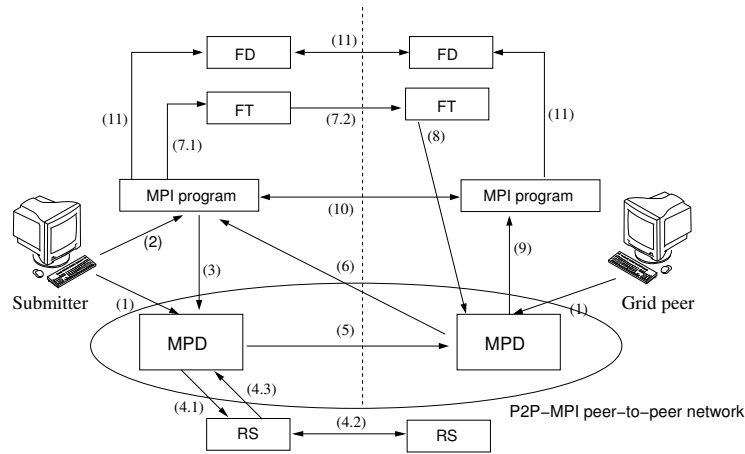 FD
(11)
FD
FT
(7.2)
FT
(11)
(7.1)
(8)
(11)
MPI program
(10)
MPI program
(2)
(3)
(6)
(9)
Submitter
Grid peer
(1)
(1)
MPD
(5)
MPD
(4.1)
(4.3)
P2P-MPI peer-to-peer network
RS
(4.2)
RS